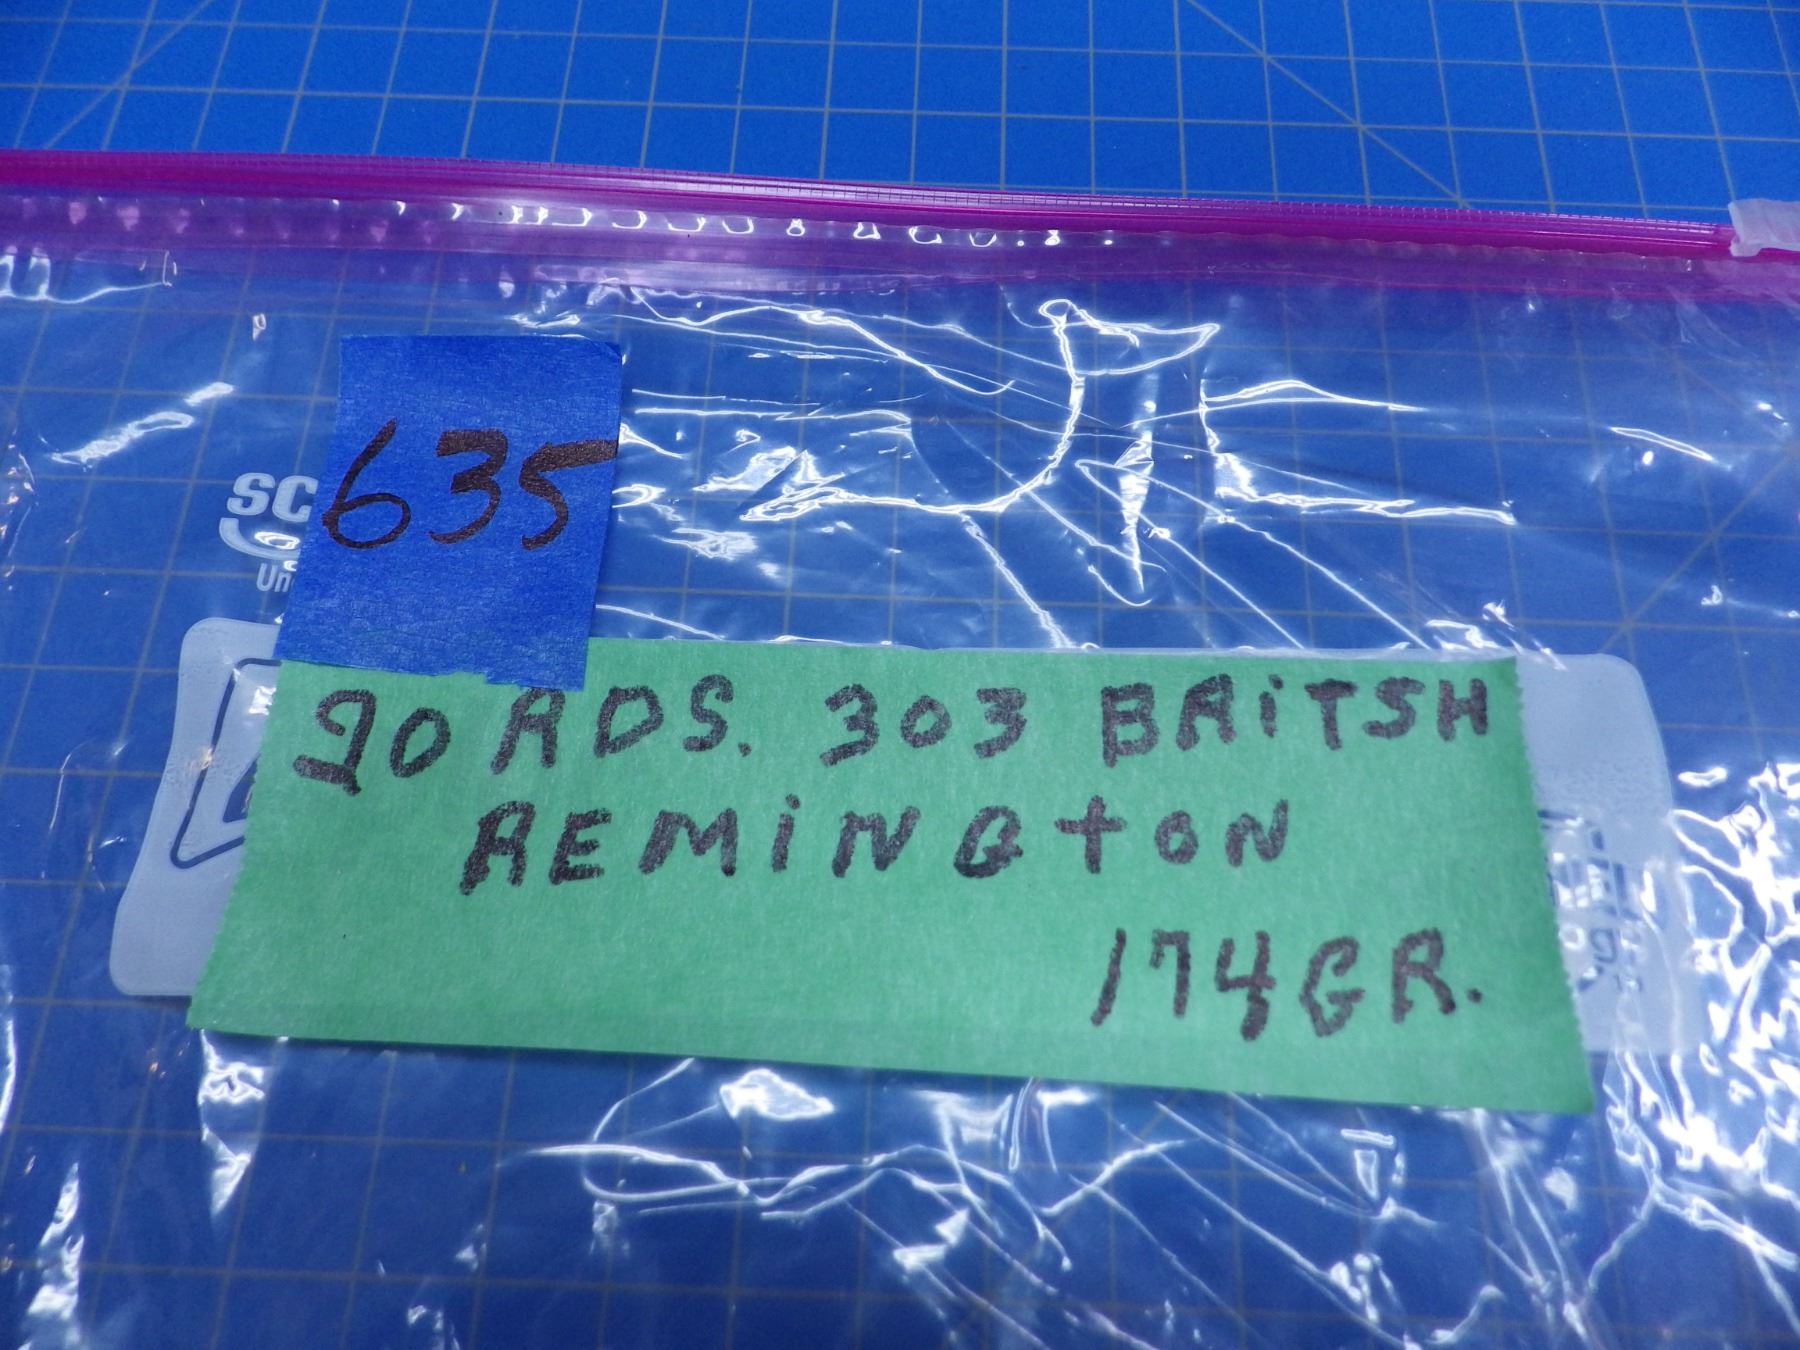 635
20 RDS. 303 BRiTSH
REMiNGtON
174GR.